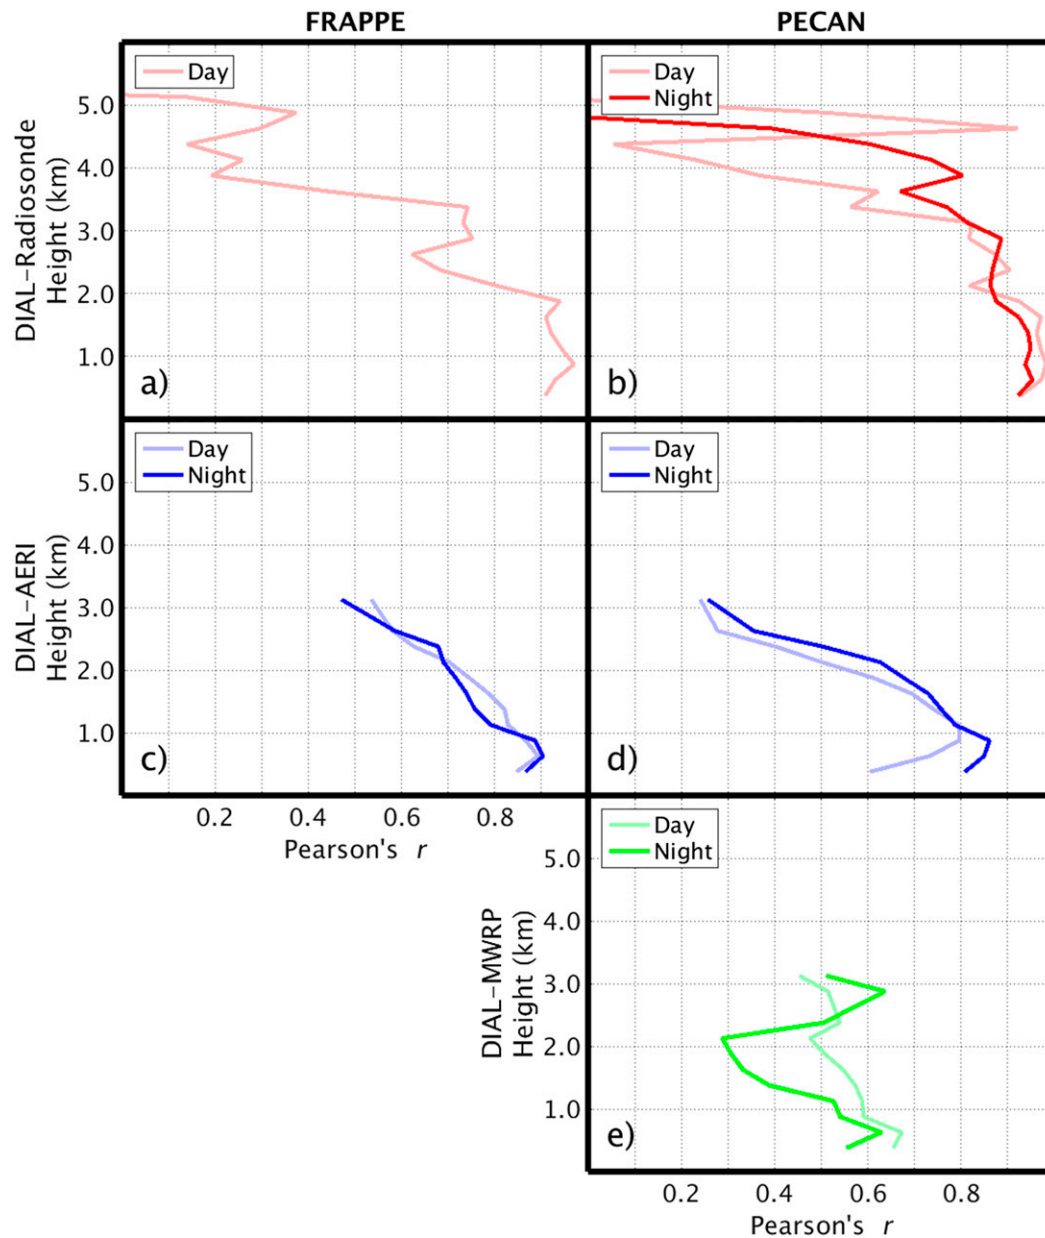 FRAPPE
PECAN
DIAL-Radiosonde
Height (km)
5.0
4.0
3.0
2.0
1.0
Day
a)
Day
Night
b)
DIAL-AERI
Height (km)
5.0
4.0
3.0
2.0
1.0
Day
Night
c)
0.2 0.4 0.6 0.8
Pearson's r
Day
Night
d)
DIAL-MWRP
Height (km)
5.0
4.0
3.0
2.0
1.0
Day
Night
e)
0.2 0.4 0.6 0.8
Pearson's r